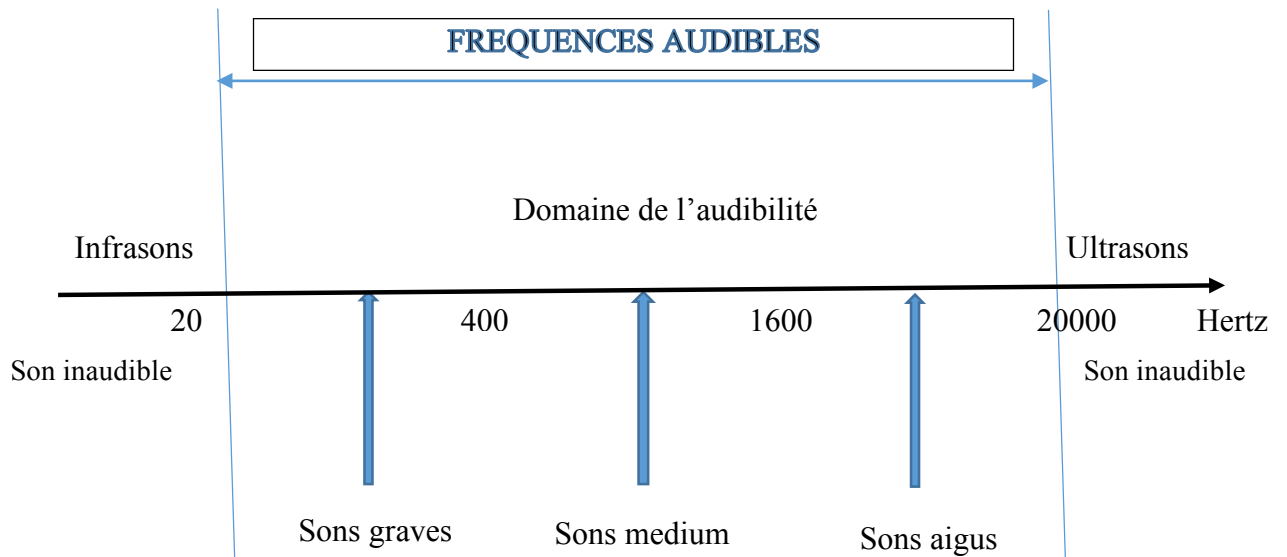 FREQUENCES AUDIBLES
Domaine de l’audibilité
Infrasons Ultrasons
20 400 1600 20000 Hertz
Son inaudible Son inaudible
Sons graves Sons medium Sons aigus